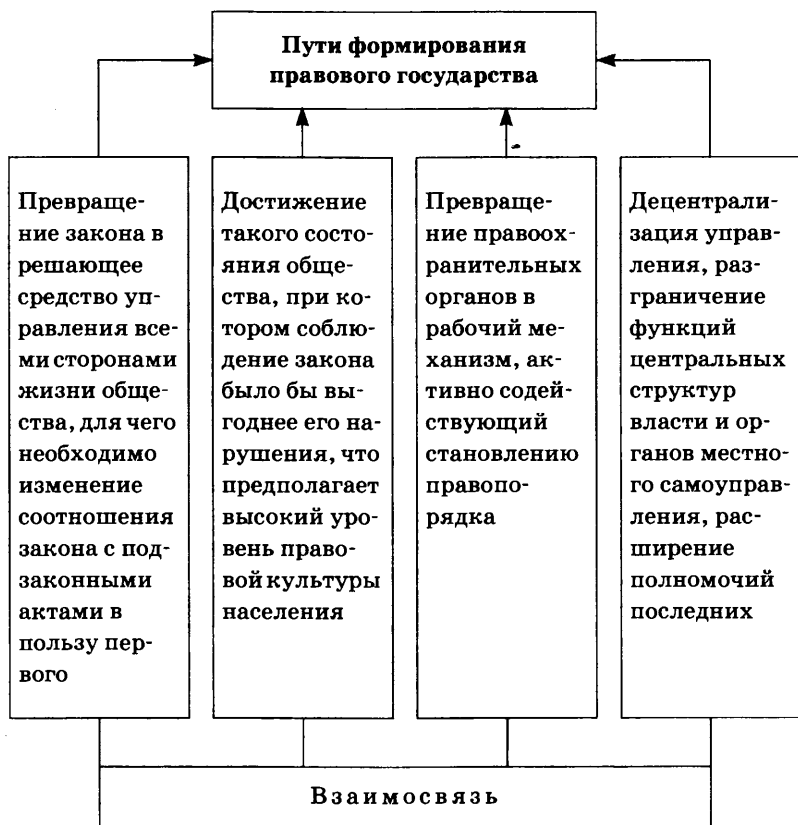 Пути формирования
правового государства
Превраще-
ние закона в
решающее
средство уп-
равления все-
ми сторонами
жизни обще-
ства, для чего
необходимо
изменение
соотношения
закона с под-
законными
актами в
пользу пер-
вого
Достижение
такого состо-
яния обще-
ства, при ко-
тором соблю-
дение закона
было бы вы-
годнее его на-
рушения, что
предполагает
высокий уро-
вень право-
вой культуры
населения
Превраще-
ние правоох-
ранительных
органов в
рабочий ме-
ханизм, ак-
тивно содей-
ствующий
становлению
правопо-
рядка
Децентрали-
зация управ-
ления, раз-
граничение
функций
центральных
структур
власти и ор-
ганов местно-
го самоуправ-
ления, рас-
ширение
полномочий
последних
Взаимосвязь